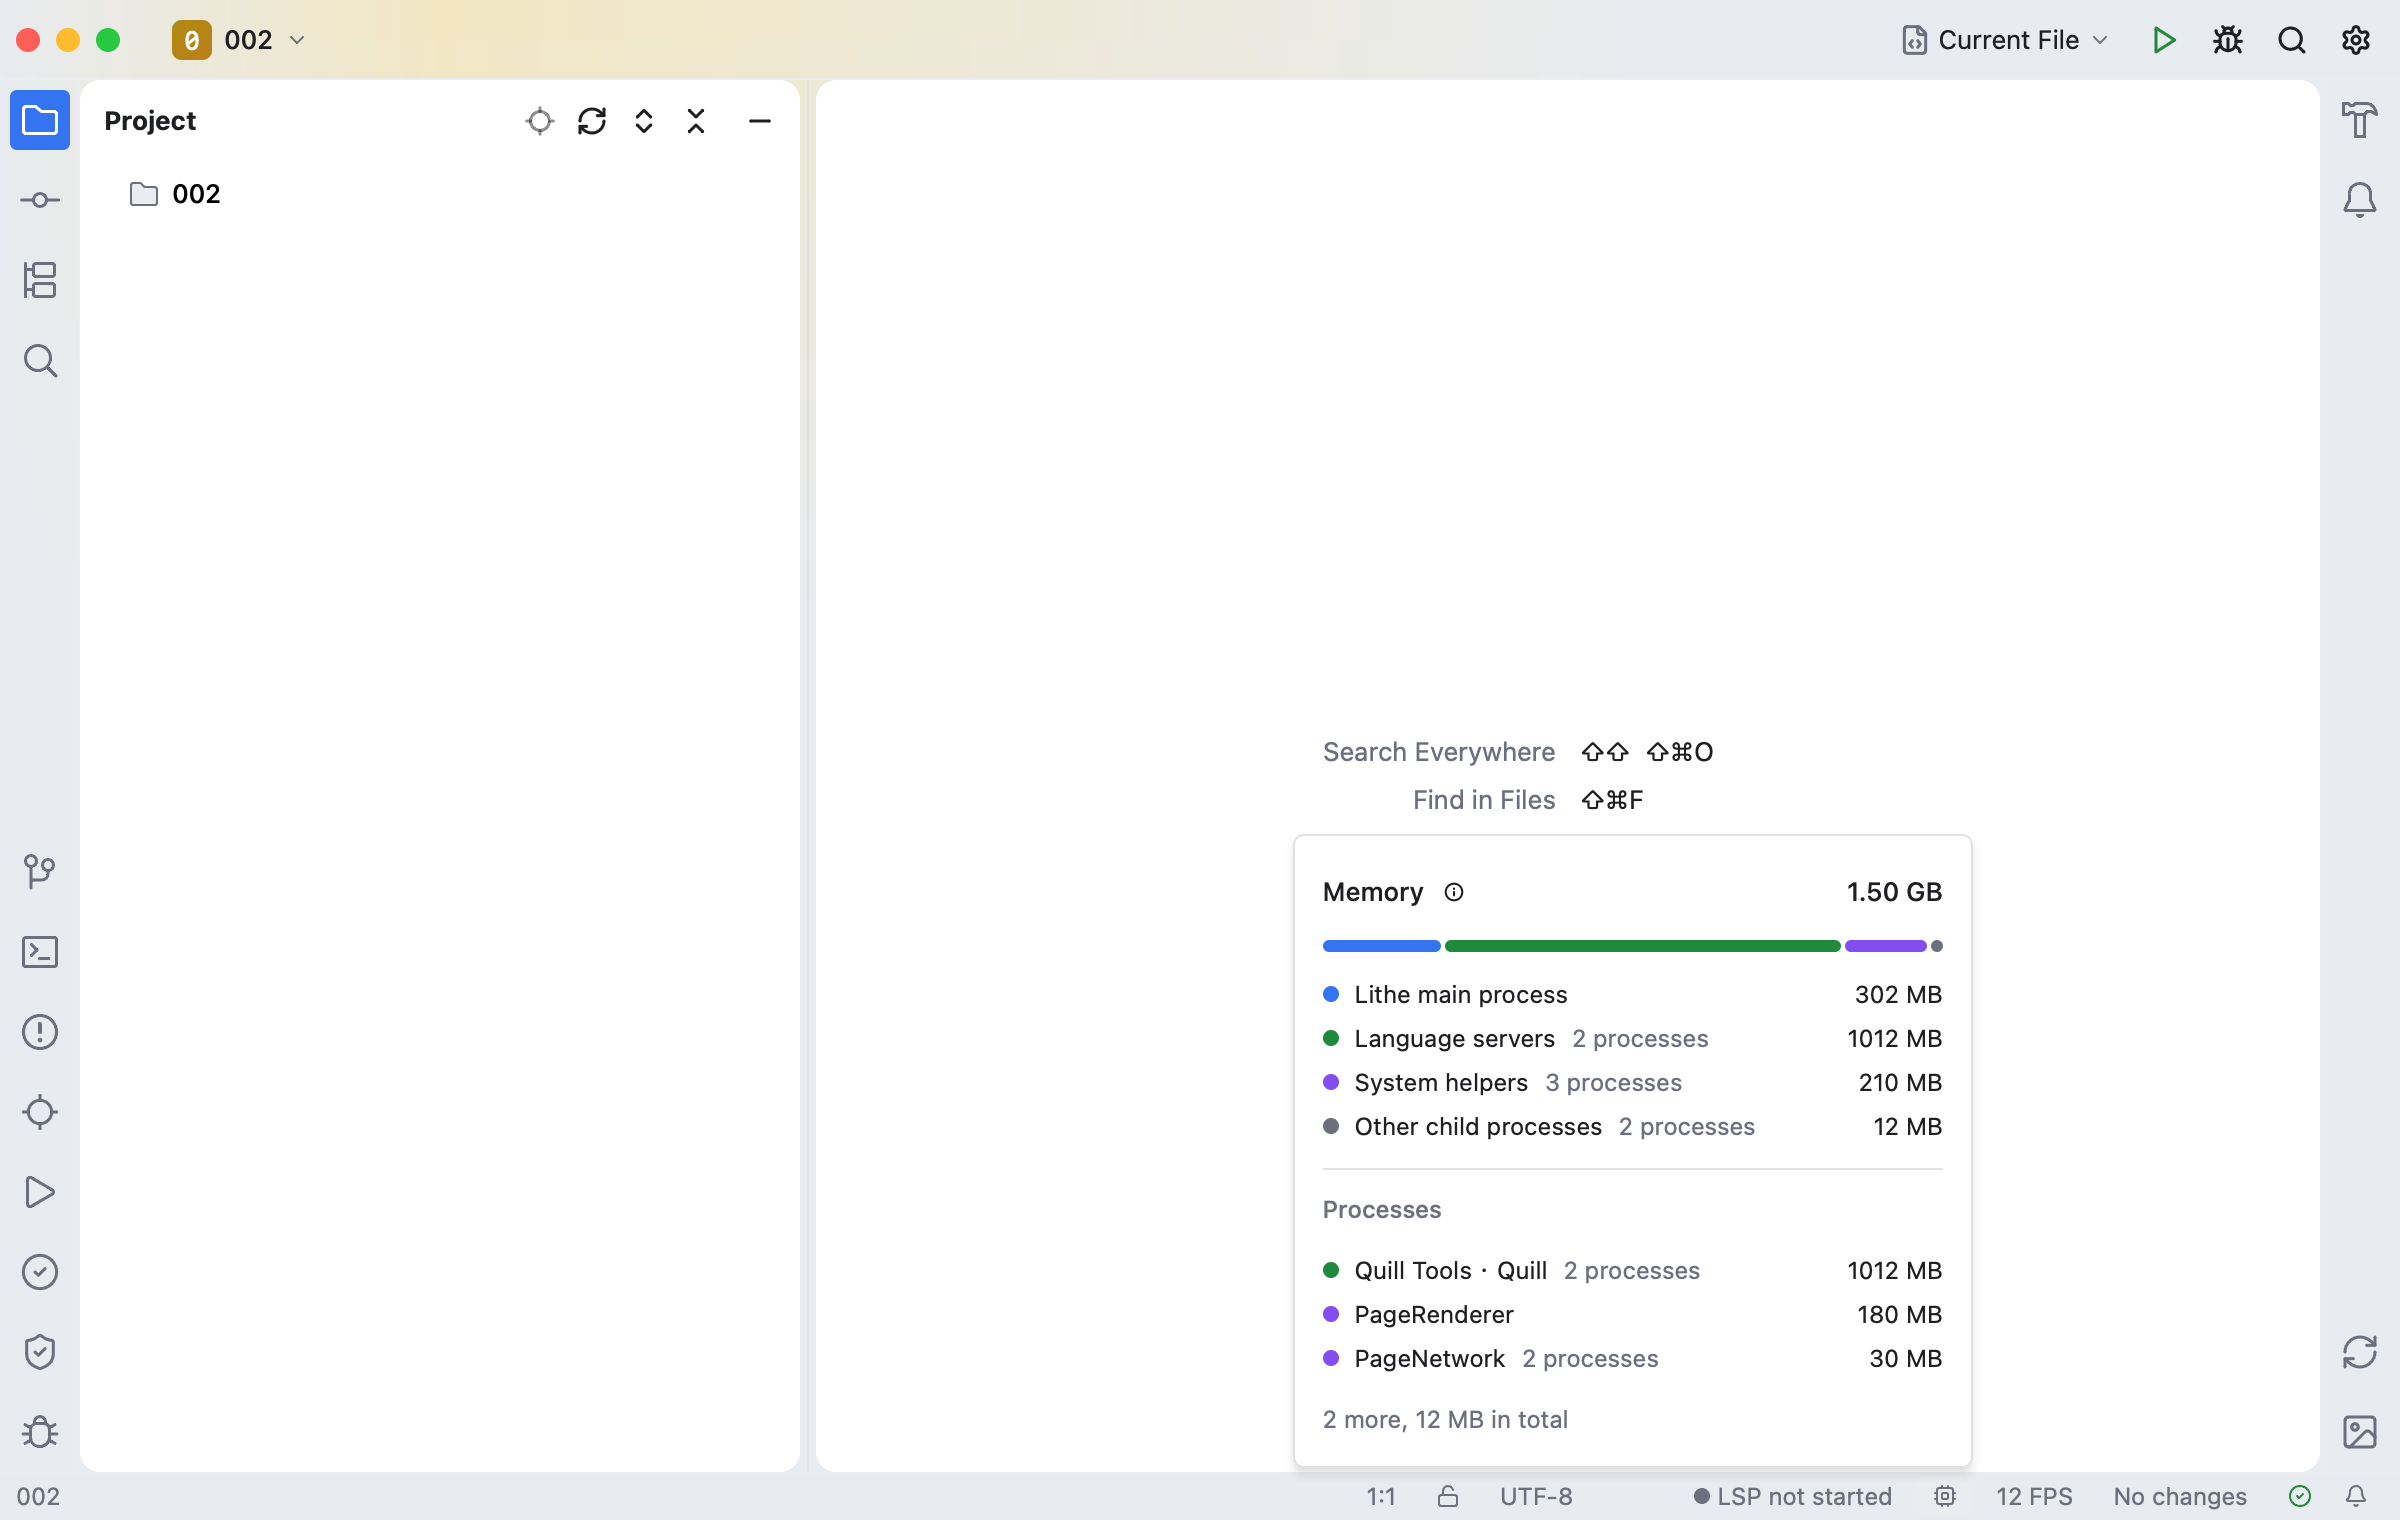 0 002
Current File
Project
002
Search Everywhere ⇧⇧ ⇧⌘O
Find in Files ⇧⌘F
Memory 1.50 GB
Lithe main process 302 MB
Language servers 2 processes 1012 MB
System helpers 3 processes 210 MB
Other child processes 2 processes 12 MB
Processes
Quill Tools · Quill 2 processes 1012 MB
PageRenderer 180 MB
PageNetwork 2 processes 30 MB
2 more, 12 MB in total
002 1:1 UTF-8 LSP not started 12 FPS No changes